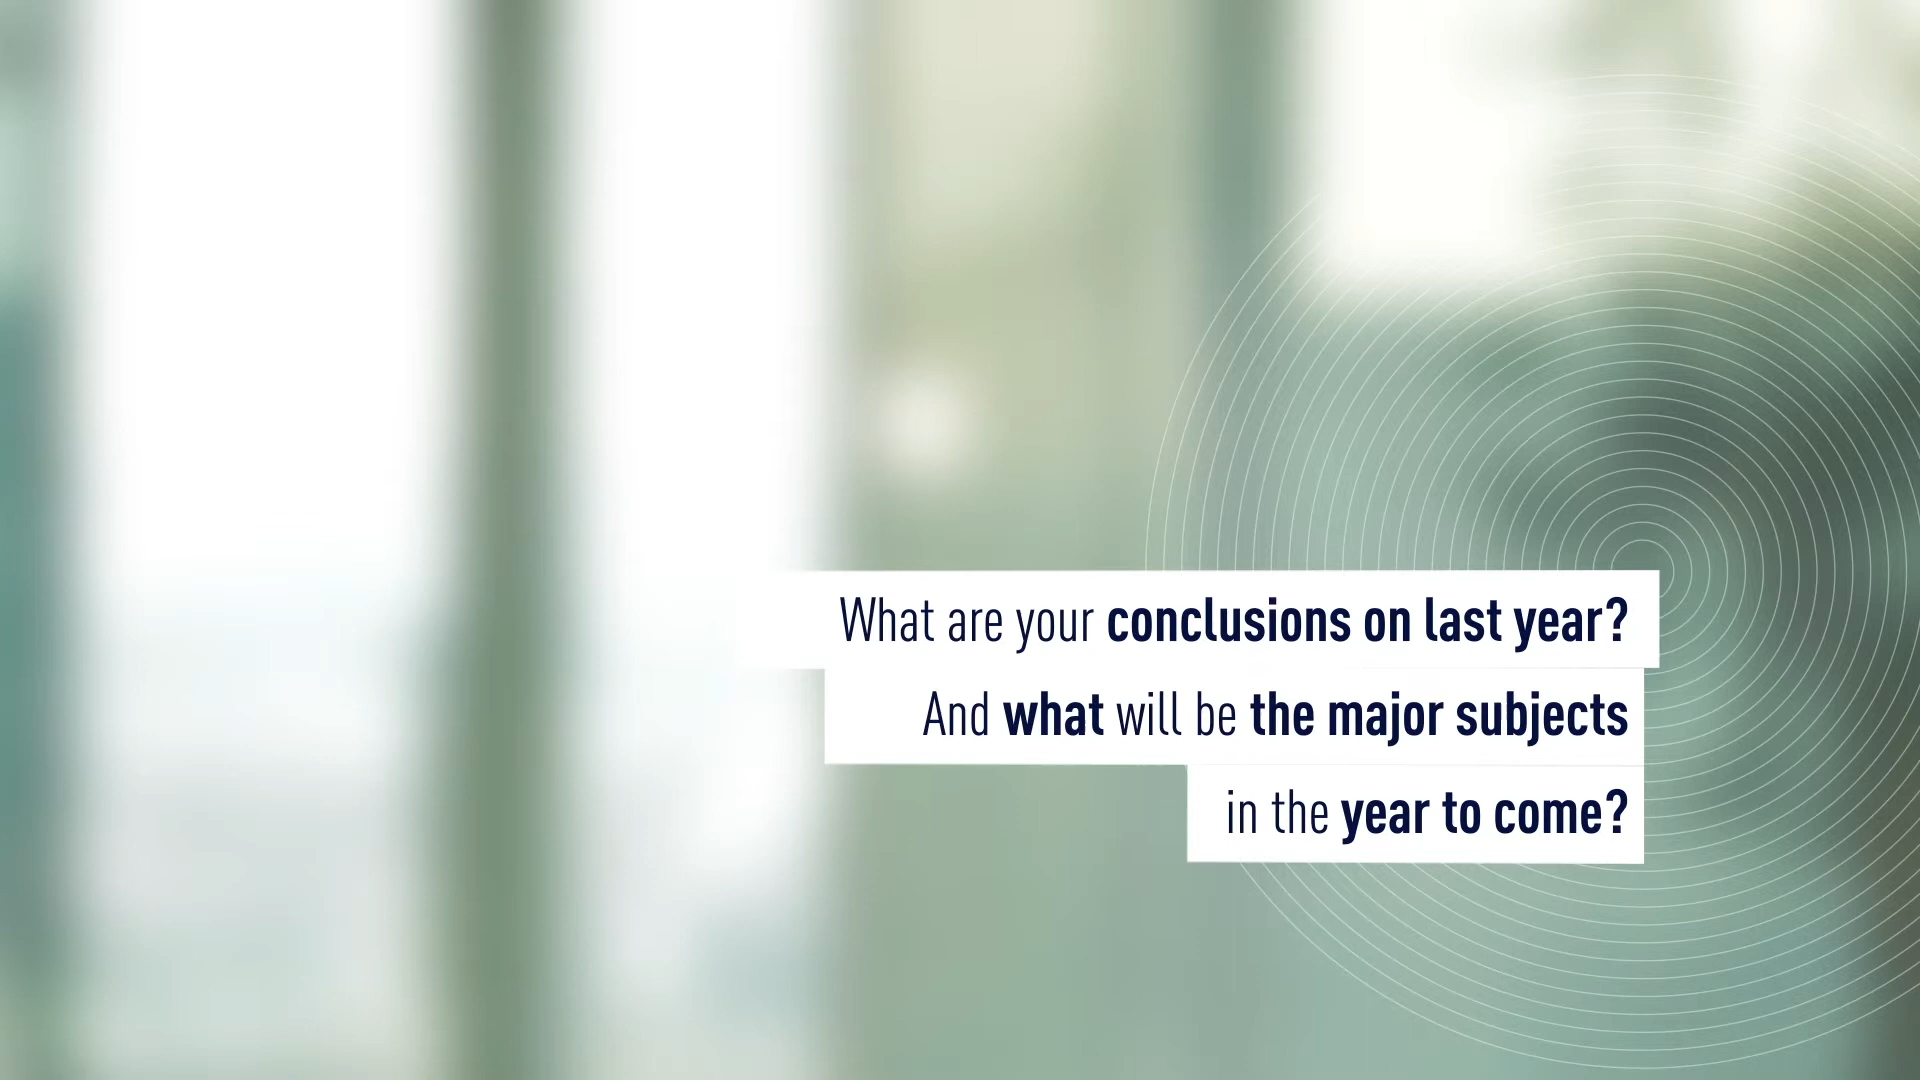 What are your conclusions on last year?
And what will be the major subjects
in the year to come?